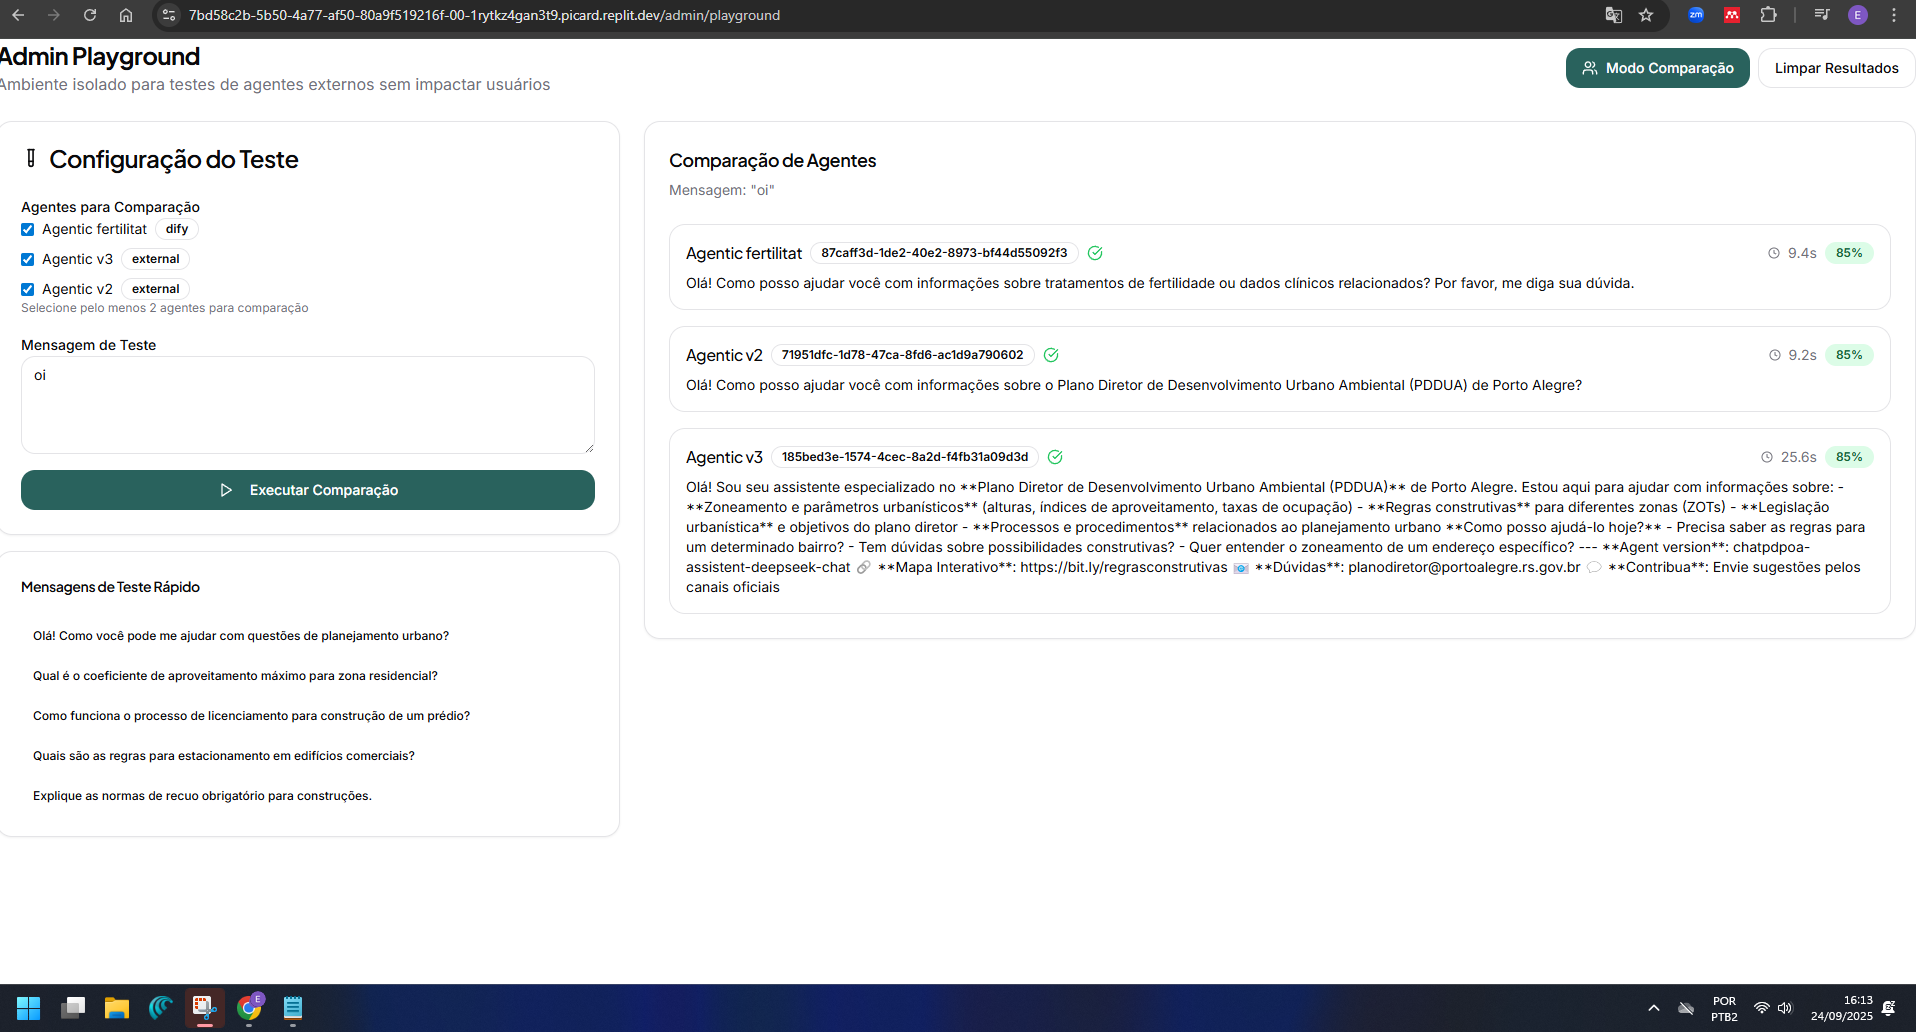 7bd58c2b-5b50-4a77-af50-80a9f519216f-00-1rytkz4gan3t9.picard.replit.dev/admin/playground
zm
E
Admin Playground
Ambiente isolado para testes de agentes externos sem impactar usuários
Modo Comparação
Limpar Resultados
Configuração do Teste
Agentes para Comparação
Agentic fertilitat dify
Agentic v3 external
Agentic v2 external
Selecione pelo menos 2 agentes para comparação
Mensagem de Teste
oi
Executar Comparação
Mensagens de Teste Rápido
Olá! Como você pode me ajudar com questões de planejamento urbano?
Qual é o coeficiente de aproveitamento máximo para zona residencial?
Como funciona o processo de licenciamento para construção de um prédio?
Quais são as regras para estacionamento em edifícios comerciais?
Explique as normas de recuo obrigatório para construções.
Comparação de Agentes
Mensagem: "oi"
Agentic fertilitat 87caff3d-1de2-40e2-8973-bf44d55092f3 9.4s 85%
Olá! Como posso ajudar você com informações sobre tratamentos de fertilidade ou dados clínicos relacionados? Por favor, me diga sua dúvida.
Agentic v2 71951dfc-1d78-47ca-8fd6-ac1d9a790602 9.2s 85%
Olá! Como posso ajudar você com informações sobre o Plano Diretor de Desenvolvimento Urbano Ambiental (PDDUA) de Porto Alegre?
Agentic v3 185bed3e-1574-4cec-8a2d-f4fb31a09d3d 25.6s 85%
Olá! Sou seu assistente especializado no **Plano Diretor de Desenvolvimento Urbano Ambiental (PDDUA)** de Porto Alegre. Estou aqui para ajudar com informações sobre: -
**Zoneamento e parâmetros urbanísticos** (alturas, índices de aproveitamento, taxas de ocupação) - **Regras construtivas** para diferentes zonas (ZOTs) - **Legislação
urbanística** e objetivos do plano diretor - **Processos e procedimentos** relacionados ao planejamento urbano **Como posso ajudá-lo hoje?** - Precisa saber as regras para
um determinado bairro? - Tem dúvidas sobre possibilidades construtivas? - Quer entender o zoneamento de um endereço específico? --- **Agent version**: chatpdpoa-
assistent-deepseek-chat 🔗 **Mapa Interativo**: https://bit.ly/regrasconstrutivas 📧 **Dúvidas**: planodiretor@portoalegre.rs.gov.br 💬 **Contribua**: Envie sugestões pelos
canais oficiais
E
POR
PTB2
16:13
24/09/2025